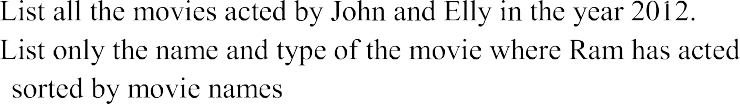 List all the movies acted by John and Elly in the year 2012.
List only the name and type of the movie where Ram has acted
sorted by movie names